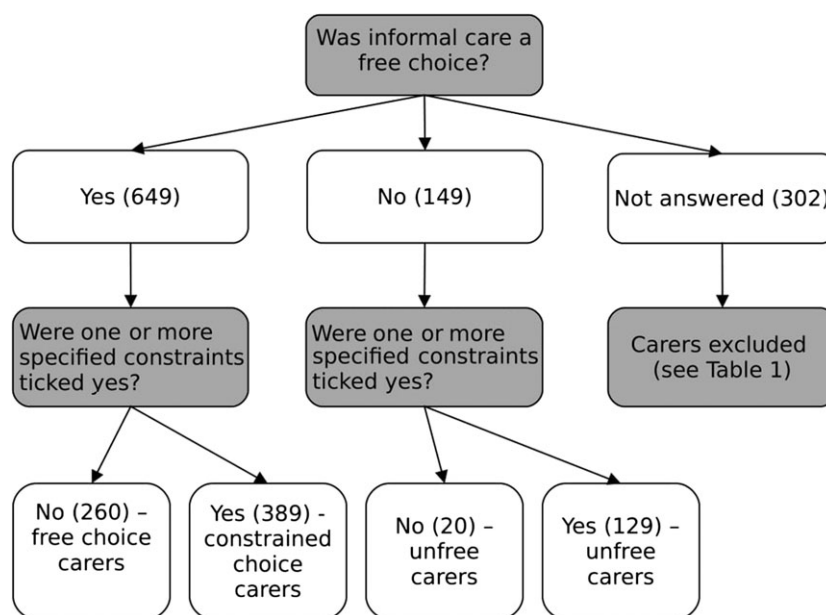 Was informal care a
free choice?
Yes (649)
No (149)
Not answered (302)
Were one or more
specified constraints
ticked yes?
Were one or more
specified constraints
ticked yes?
Carers excluded
(see Table 1)
No (260) –
free choice
carers
Yes (389) -
constrained
choice
carers
No (20) –
unfree
carers
Yes (129) –
unfree
carers